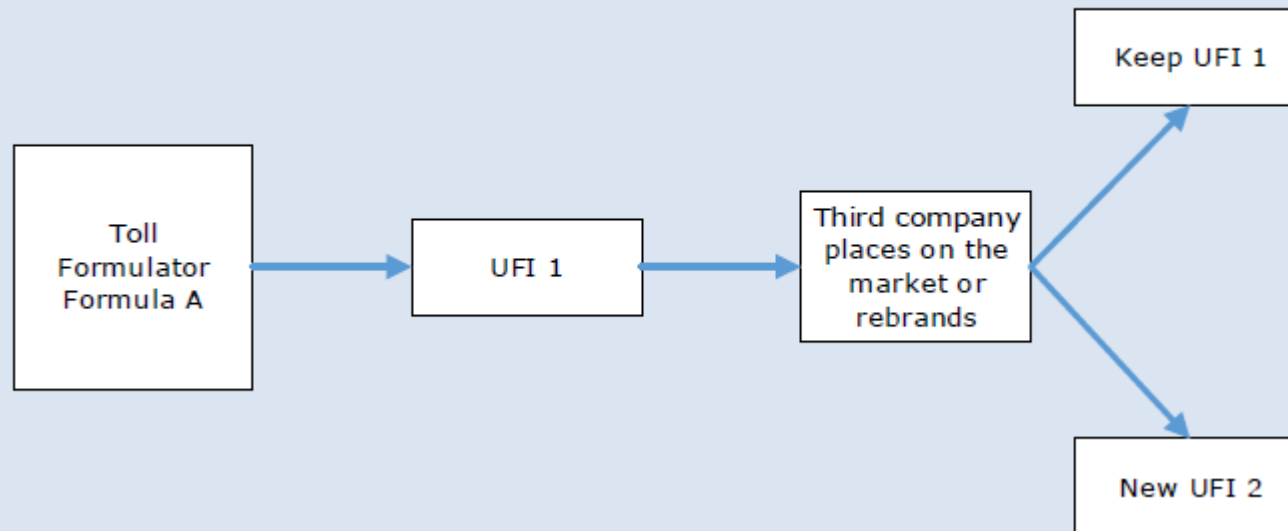 Toll
Formulator
Formula A
UFI 1
Third company
places on the
market or
rebrands
Keep UFI 1
New UFI 2